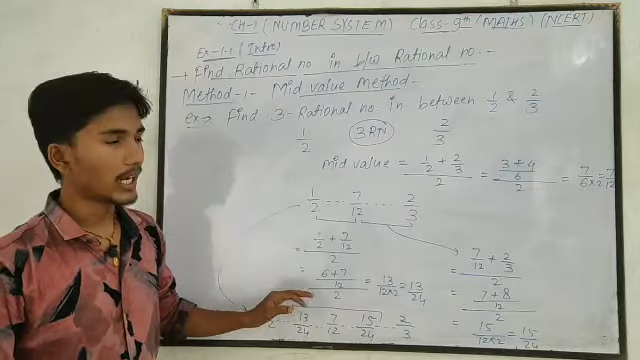 CH-1 (NUMBER SYSTEM) Class-9th (MATHS) (NCERT)
Ex-1.1 (Intro)
→ Find Rational no. in b/w Rational no. -
Method-1- Mid value Method-
ex→ Find 3-Rational no. in between 1/2 & 2/3
1/2 3RN 2/3
Mid value = (1/2 + 2/3)/2 = ((3+4)/6)/2 = 7/(6×2) = 7/12
1/2 --- 7/12 ---- 2/3
= (1/2 + 7/12)/2
= ((6+7)/12)/2 = 13/(12×2) = 13/24
= (7/12 + 2/3)/2
= ((7+8)/12)/2
= 15/(12×2) = 15/24
2 --- 13/24 --- 7/12 --- 15/24 --- 2/3